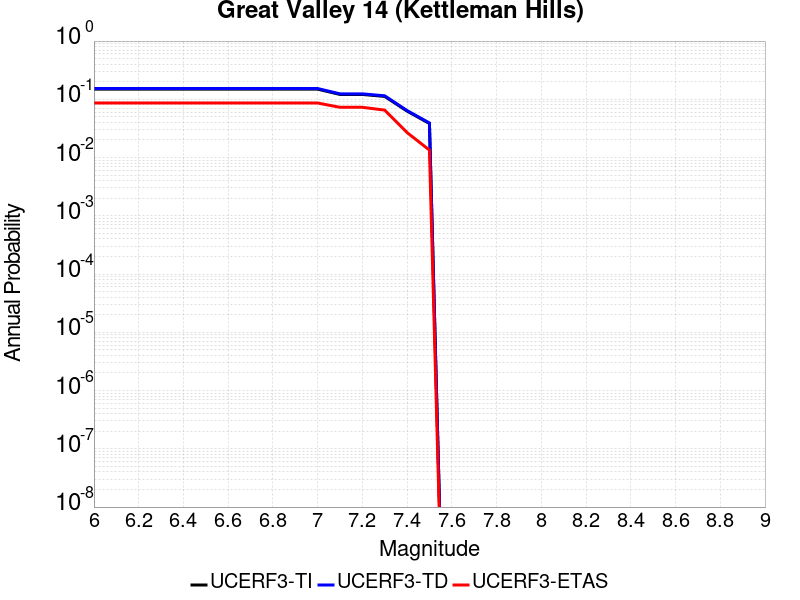 Great Valley 14 (Kettleman Hills)
10^0
10^-1
10^-2
10^-3
10^-4
10^-5
10^-6
10^-7
10^-8
Annual Probability
6 6.2 6.4 6.6 6.8 7 7.2 7.4 7.6 7.8 8 8.2 8.4 8.6 8.8 9
Magnitude
UCERF3-TI UCERF3-TD UCERF3-ETAS